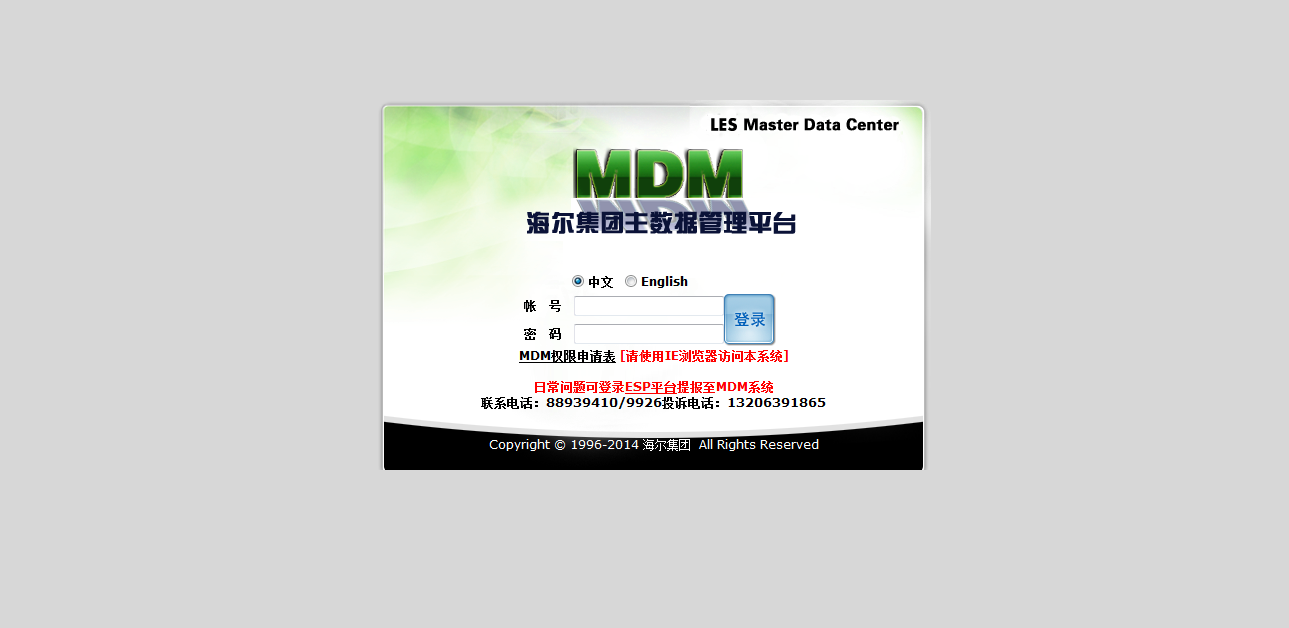 LES Master Data Center
MDM
海尔集团主数据管理平台
中文 English
帐 号
登录
密 码
MDM权限申请表 [请使用IE浏览器访问本系统]
日常问题可登录ESP平台提报至MDM系统
联系电话：88939410/9926投诉电话：13206391865
Copyright © 1996-2014 海尔集团 All Rights Reserved